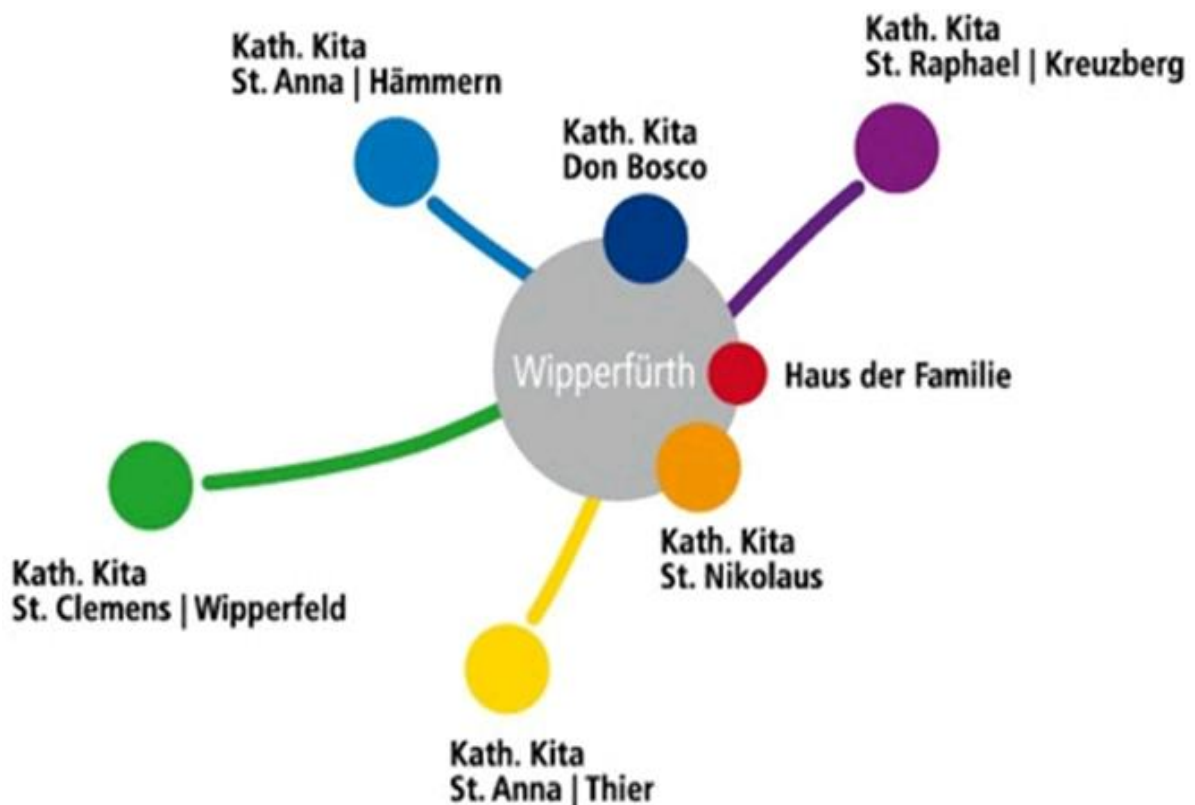 Kath. Kita
St. Anna | Hämmern
Kath. Kita
St. Raphael | Kreuzberg
Kath. Kita
Don Bosco
Wipperfürth
Haus der Familie
Kath. Kita
St. Nikolaus
Kath. Kita
St. Clemens | Wipperfeld
Kath. Kita
St. Anna | Thier